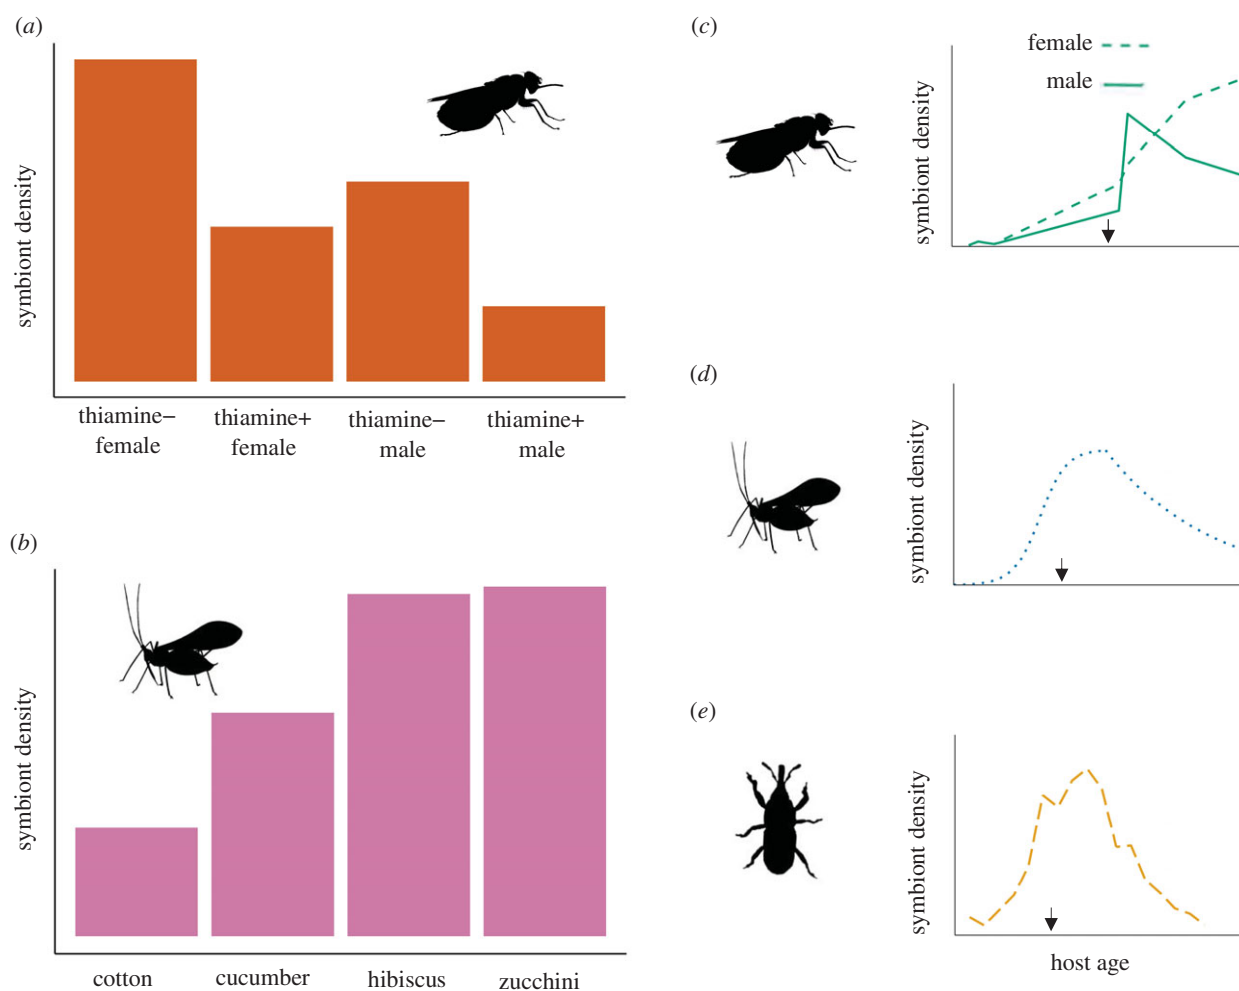 (a)
symbiont density
thiamine–
female
thiamine+
female
thiamine–
male
thiamine+
male
(b)
symbiont density
cotton
cucumber
hibiscus
zucchini
(c)
female
male
symbiont density
(d)
symbiont density
(e)
symbiont density
host age